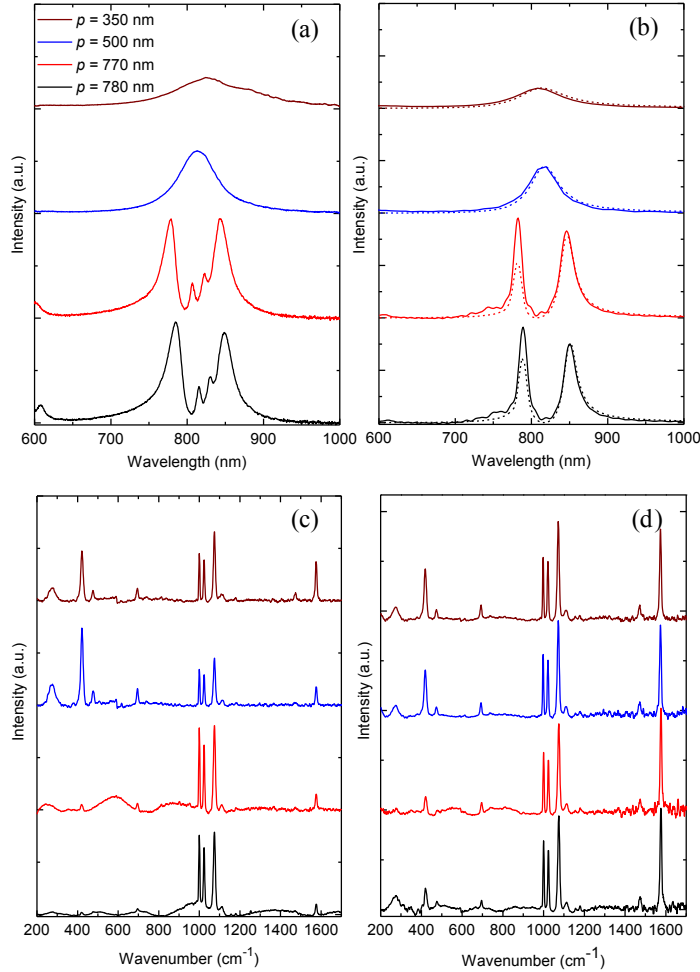 (a)
p = 350 nm
p = 500 nm
p = 770 nm
p = 780 nm
Intensity (a.u.)
600 700 800 900 1000
Wavelength (nm)
(b)
Intensity (a.u.)
600 700 800 900 1000
Wavelength (nm)
(c)
Intensity (a.u.)
200 400 600 800 1000 1200 1400 1600
Wavenumber (cm⁻¹)
(d)
Intensity (a.u.)
200 400 600 800 1000 1200 1400 1600
Wavenumber (cm⁻¹)